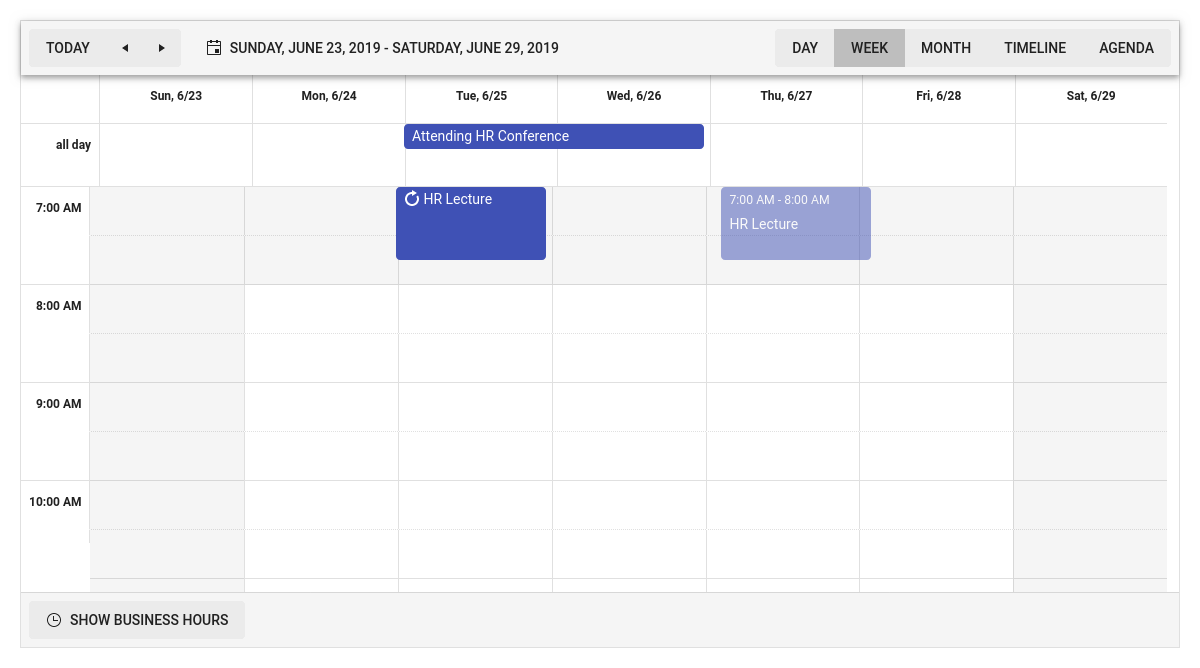 TODAY SUNDAY, JUNE 23, 2019 - SATURDAY, JUNE 29, 2019 DAY WEEK MONTH TIMELINE AGENDA
Sun, 6/23 Mon, 6/24 Tue, 6/25 Wed, 6/26 Thu, 6/27 Fri, 6/28 Sat, 6/29
all day Attending HR Conference
7:00 AM HR Lecture 7:00 AM - 8:00 AM
HR Lecture
8:00 AM
9:00 AM
10:00 AM
SHOW BUSINESS HOURS